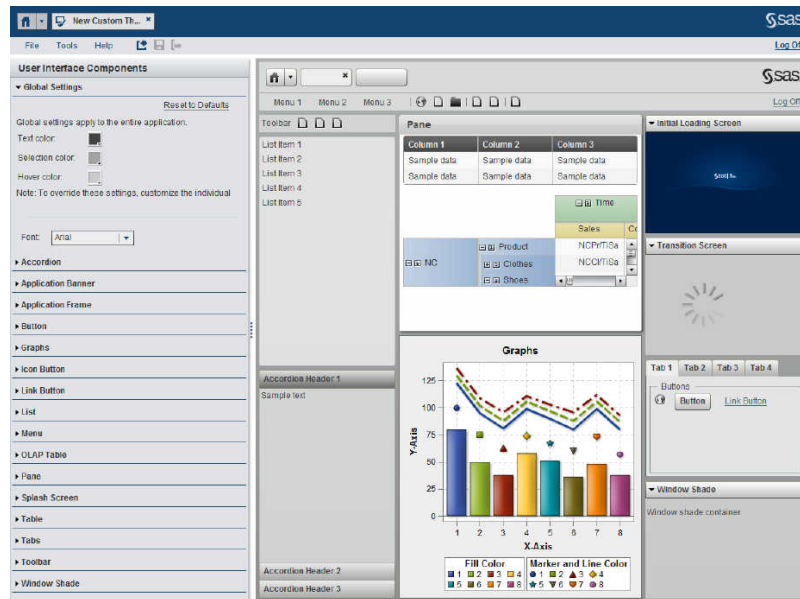 New Custom Th... ×
sas
File Tools Help
Log Of
User Interface Components
Global Settings
Reset to Defaults
Global settings apply to the entire application.
Text color:
Selection color:
Hover color:
Note: To override these settings, customize the individual
Font: Arial
Accordion
Application Banner
Application Frame
Button
Graphs
Icon Button
Link Button
List
Menu
OLAP Table
Pane
Splash Screen
Table
Tabs
Toolbar
Window Shade
×
sas
Menu 1 Menu 2 Menu 3
Log Off
Toolbar
List Item 1
List Item 2
List Item 3
List Item 4
List Item 5
Accordion Header 1
Sample text
Accordion Header 2
Accordion Header 3
Pane
Column 1 Column 2 Column 3
Sample data Sample data Sample data
Sample data Sample data Sample data
Time
Sales Co
NC Product NCPr/TiSa
Clothes NCCl/TiSa
Shoes
Graphs
Y-Axis
125
100
75
50
25
0
1 2 3 4 5 6 7 8
X-Axis
Fill Color
1 2 3 4
5 6 7 8
Marker and Line Color
1 2 3 4
5 6 7 8
Initial Loading Screen
Transition Screen
Tab 1 Tab 2 Tab 3 Tab 4
Buttons
Button Link Button
Window Shade
Window shade container